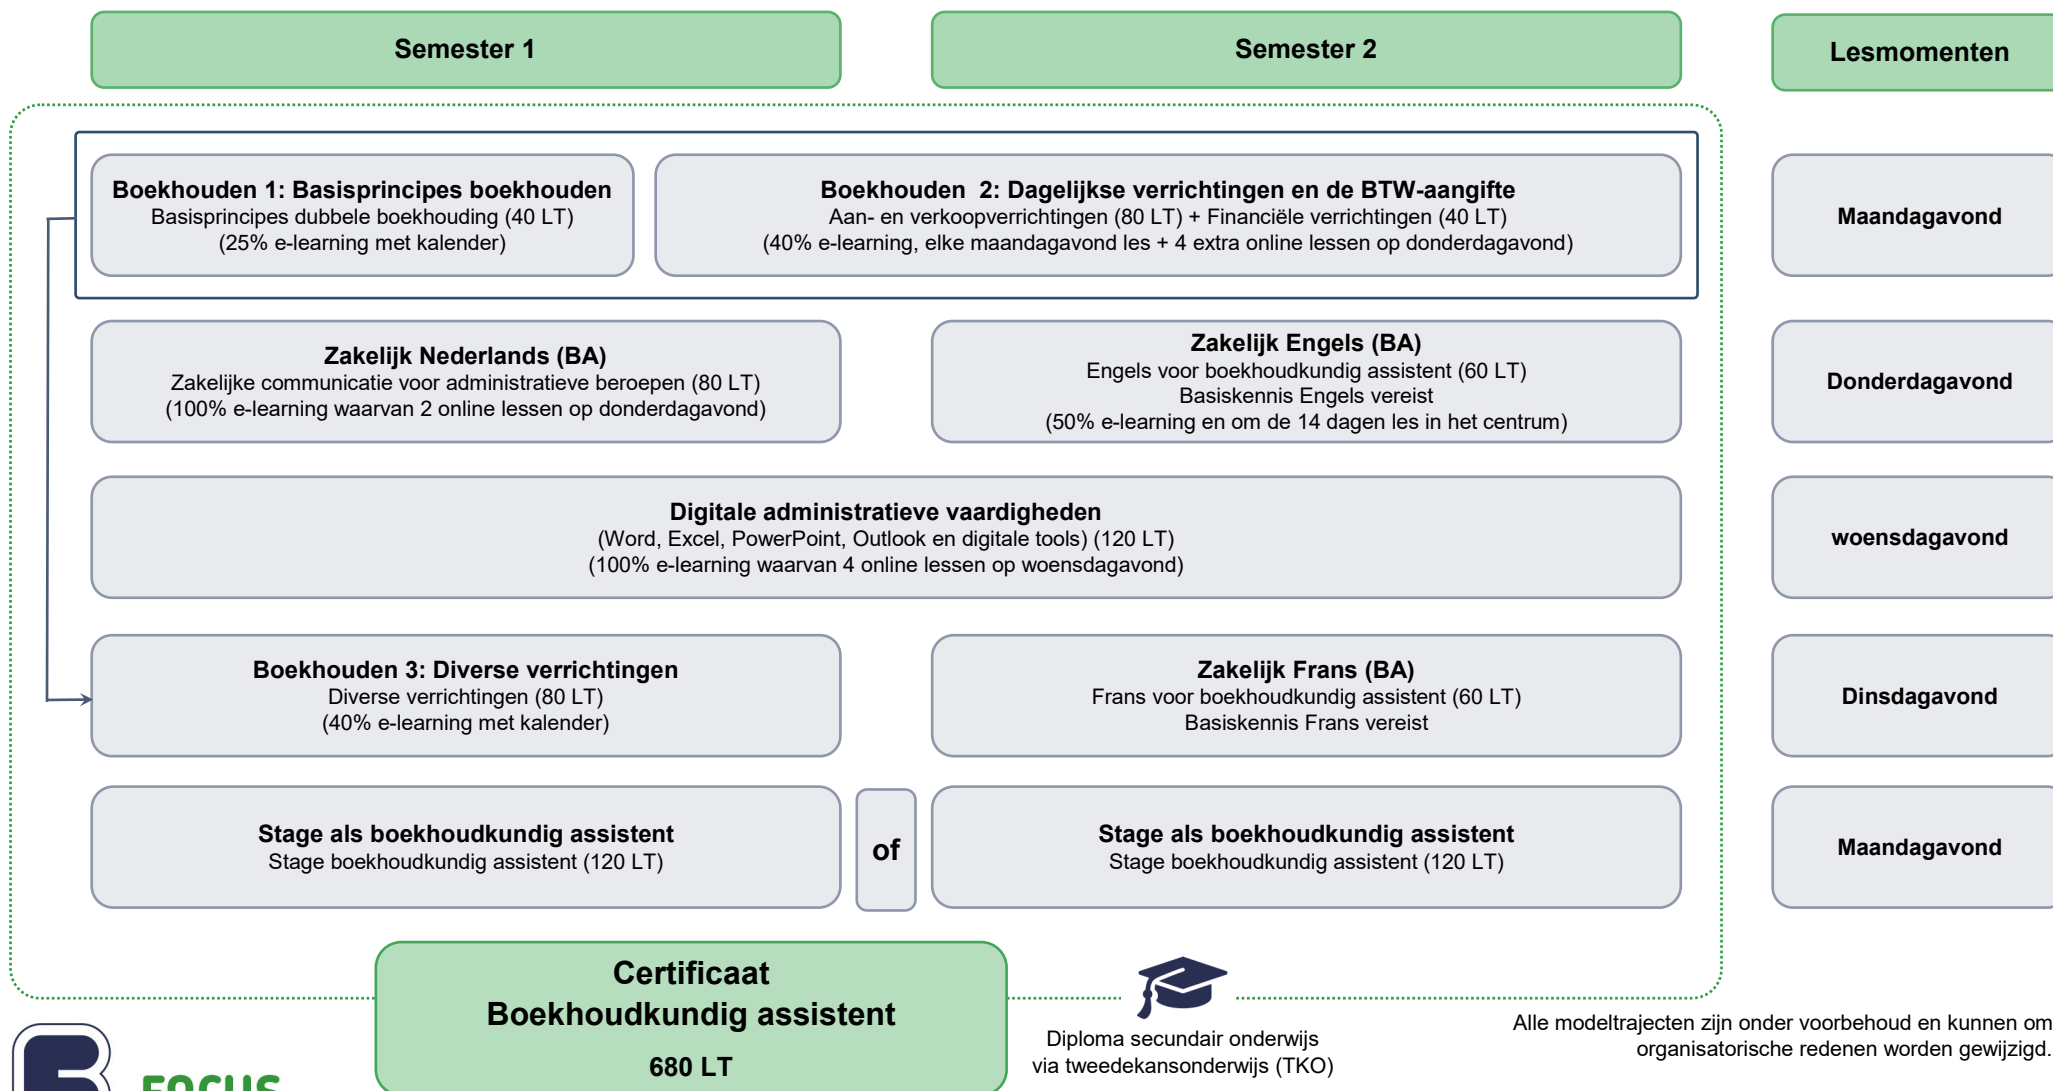 Semester 1
Semester 2
Lesmomenten
Boekhouden 1: Basisprincipes boekhouden
Basisprincipes dubbele boekhouding (40 LT)
(25% e-learning met kalender)
Boekhouden  2: Dagelijkse verrichtingen en de BTW-aangifte
Aan- en verkoopverrichtingen (80 LT) + Financiële verrichtingen (40 LT)
(40% e-learning, elke maandagavond les + 4 extra online lessen op donderdagavond)
Maandagavond
Zakelijk Nederlands (BA)
Zakelijke communicatie voor administratieve beroepen (80 LT)
(100% e-learning waarvan 2 online lessen op donderdagavond)
Zakelijk Engels (BA)
Engels voor boekhoudkundig assistent (60 LT)
Basiskennis Engels vereist
(50% e-learning en om de 14 dagen les in het centrum)
Donderdagavond
Digitale administratieve vaardigheden
(Word, Excel, PowerPoint, Outlook en digitale tools) (120 LT)
(100% e-learning waarvan 4 online lessen op woensdagavond)
woensdagavond
Boekhouden 3: Diverse verrichtingen
Diverse verrichtingen (80 LT)
(40% e-learning met kalender)
Zakelijk Frans (BA)
Frans voor boekhoudkundig assistent (60 LT)
Basiskennis Frans vereist
Dinsdagavond
Stage als boekhoudkundig assistent
Stage boekhoudkundig assistent (120 LT)
of
Stage als boekhoudkundig assistent
Stage boekhoudkundig assistent (120 LT)
Maandagavond
Certificaat
Boekhoudkundig assistent
680 LT
Diploma secundair onderwijs
via tweedekansonderwijs (TKO)
Alle modeltrajecten zijn onder voorbehoud en kunnen om
organisatorische redenen worden gewijzigd.
FOCUS